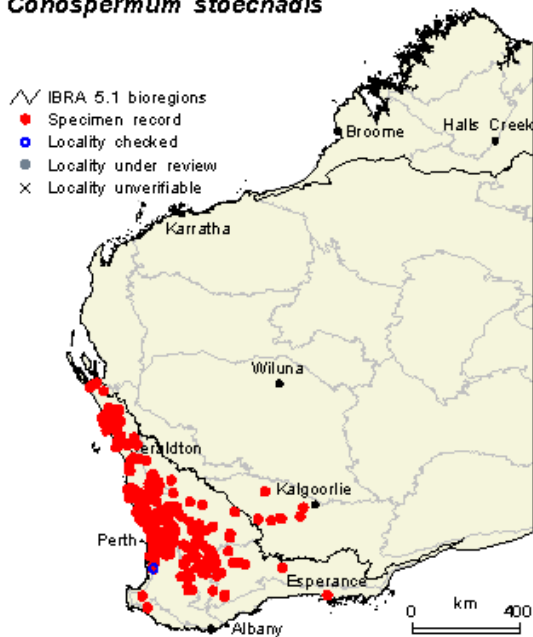 Conospermum stoechadis
IBRA 5.1 bioregions
Specimen record
Locality checked
Locality under review
Locality unverifiable
Broome
Halls Creek
Karratha
Wiluna
eraldton
Kalgoorlie
Perth
Esperance
Albany
km
0 400